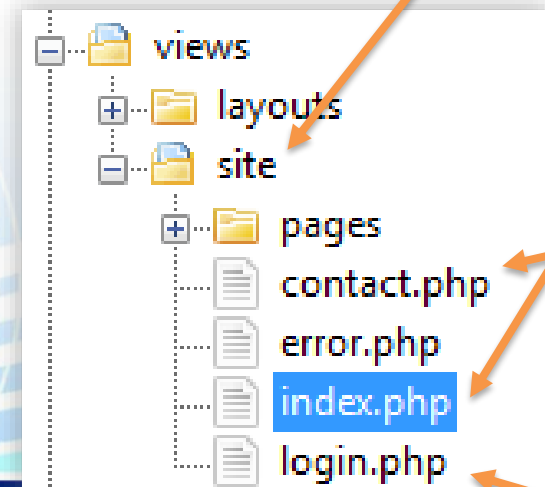 views
layouts
site
pages
contact.php
error.php
index.php
login.php